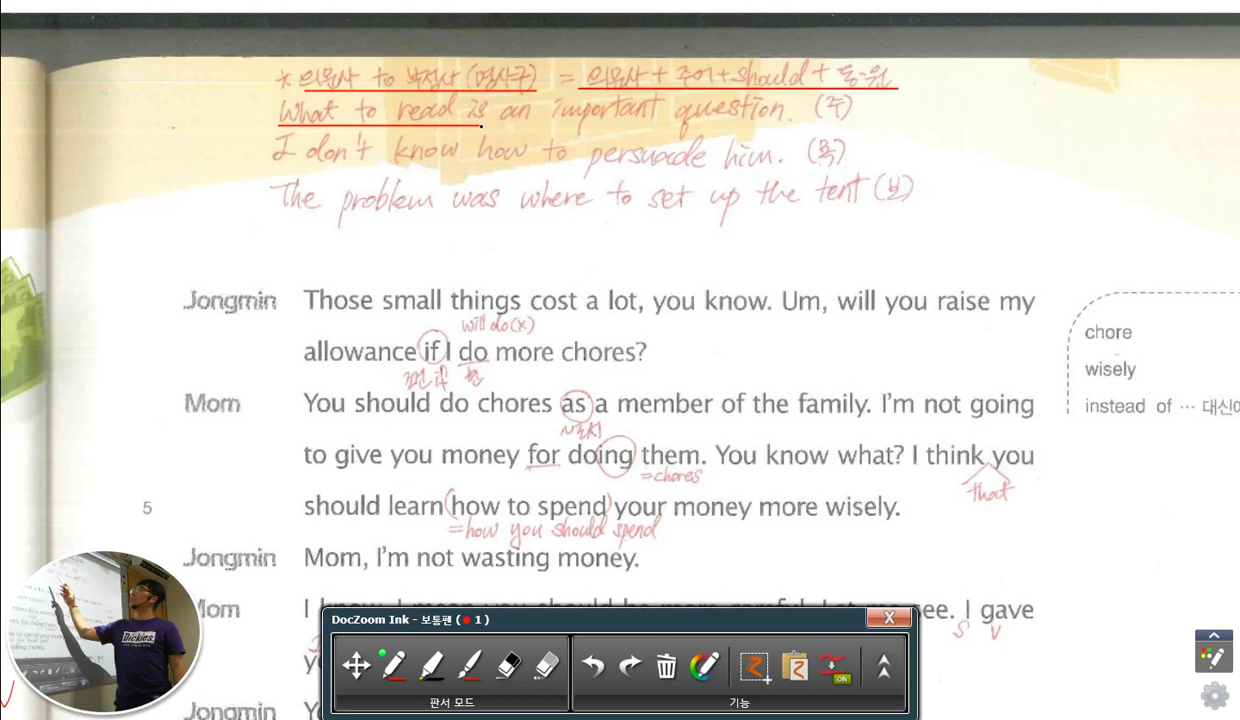 * 의문사 to 부정사 (명사구) = 의문사 + 주어 + should + 동·원
What to read is an important question. (주)
I don't know how to persuade him. (목)
The problem was where to set up the tent (보)
Jongmin Those small things cost a lot, you know. Um, will you raise my
will do (x)
allowance if I do more chores?
chore
wisely
Mom You should do chores as a member of the family. I'm not going
instead of ··· 대신에
to give you money for doing them. You know what? I think you
= chores
that
5 should learn (how to spend) your money more wisely.
= how you should spend
Jongmin Mom, I'm not wasting money.
Mom
I gave
S V
Jongmin
DocZoom Ink - 보통펜 ( 1 )
X
ON
판서 모드
기능
Dickies